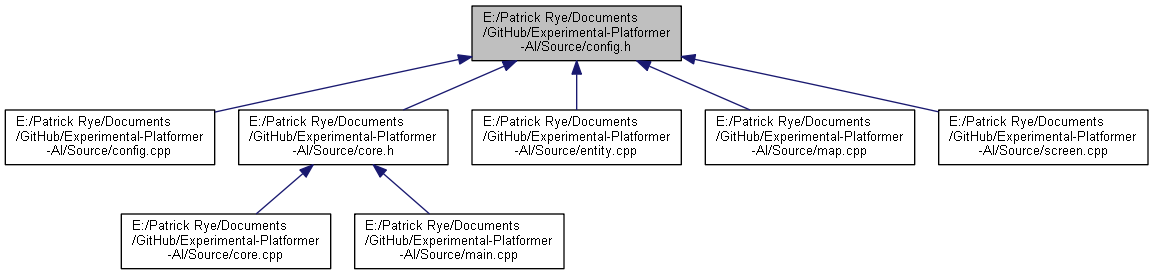 E:/Patrick Rye/Documents
/GitHub/Experimental-Platformer
-AI/Source/config.h
E:/Patrick Rye/Documents
/GitHub/Experimental-Platformer
-AI/Source/config.cpp
E:/Patrick Rye/Documents
/GitHub/Experimental-Platformer
-AI/Source/core.h
E:/Patrick Rye/Documents
/GitHub/Experimental-Platformer
-AI/Source/entity.cpp
E:/Patrick Rye/Documents
/GitHub/Experimental-Platformer
-AI/Source/map.cpp
E:/Patrick Rye/Documents
/GitHub/Experimental-Platformer
-AI/Source/screen.cpp
E:/Patrick Rye/Documents
/GitHub/Experimental-Platformer
-AI/Source/core.cpp
E:/Patrick Rye/Documents
/GitHub/Experimental-Platformer
-AI/Source/main.cpp